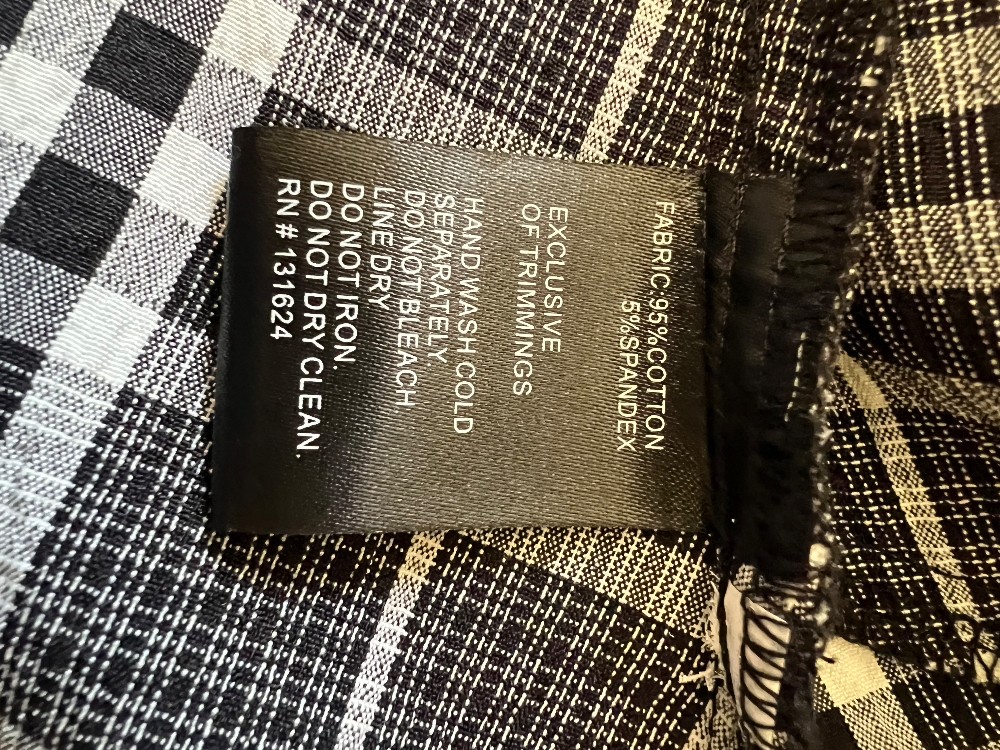 FABRIC:95%COTTON
5%SPANDEX
EXCLUSIVE
OF TRIMMINGS
HAND WASH COLD
SEPARATELY.
DO NOT BLEACH.
LINE DRY
DO NOT IRON.
DO NOT DRY CLEAN.
RN # 131624